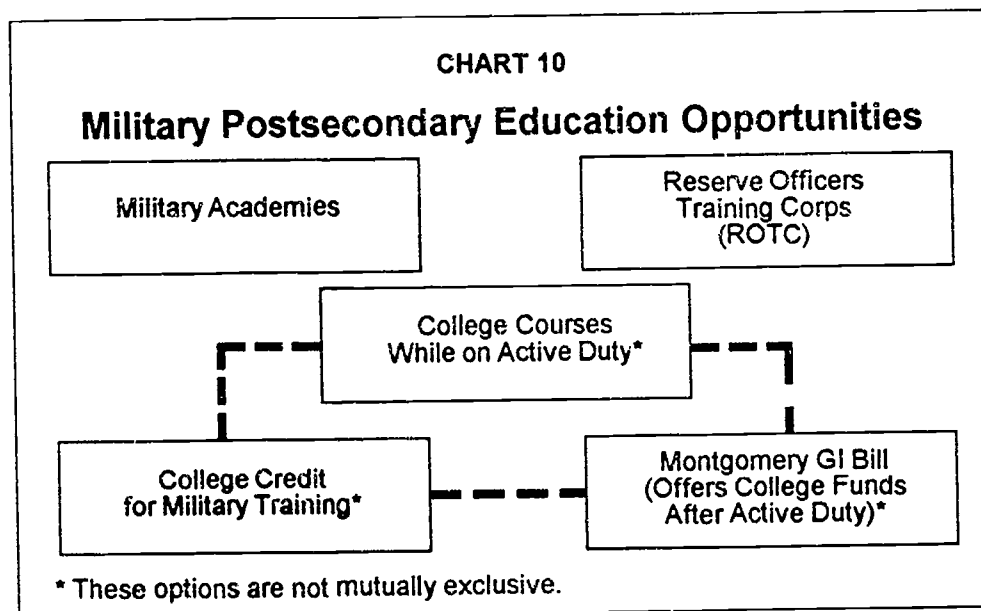 CHART 10
Military Postsecondary Education Opportunities
Military Academies
Reserve Officers
Training Corps
(ROTC)
College Courses
While on Active Duty*
College Credit
for Military Training*
Montgomery GI Bill
(Offers College Funds
After Active Duty)*
* These options are not mutually exclusive.